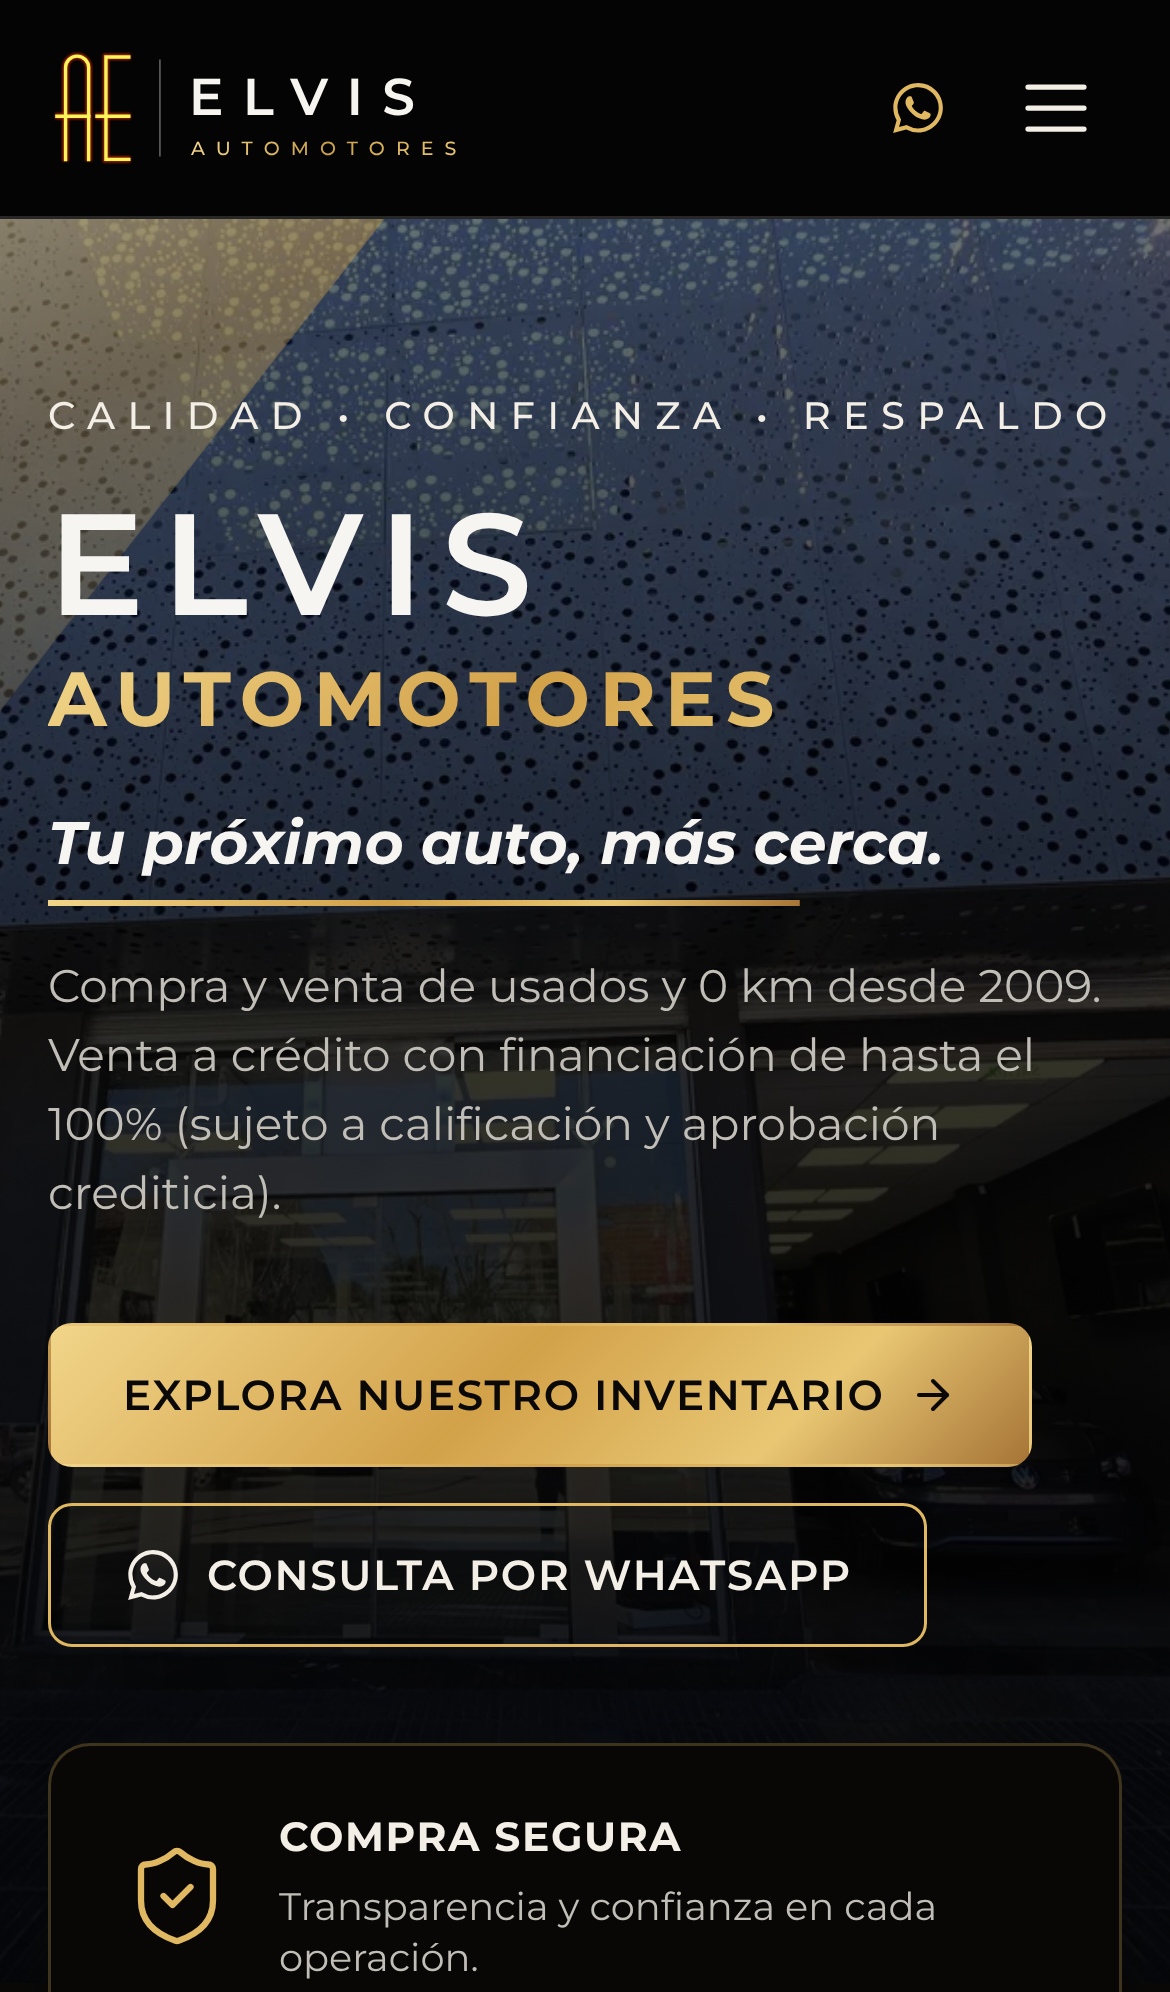 AE
ELVIS
AUTOMOTORES
CALIDAD • CONFIANZA • RESPALDO
ELVIS
AUTOMOTORES
Tu próximo auto, más cerca.
Compra y venta de usados y 0 km desde 2009.
Venta a crédito con financiación de hasta el
100% (sujeto a calificación y aprobación
crediticia).
EXPLORA NUESTRO INVENTARIO →
CONSULTA POR WHATSAPP
COMPRA SEGURA
Transparencia y confianza en cada
operación.